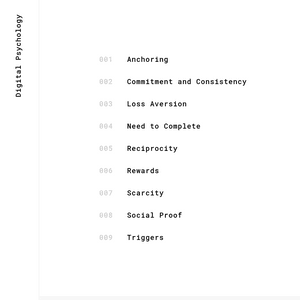 Digital Psychology
001 Anchoring
002 Commitment and Consistency
003 Loss Aversion
004 Need to Complete
005 Reciprocity
006 Rewards
007 Scarcity
008 Social Proof
009 Triggers